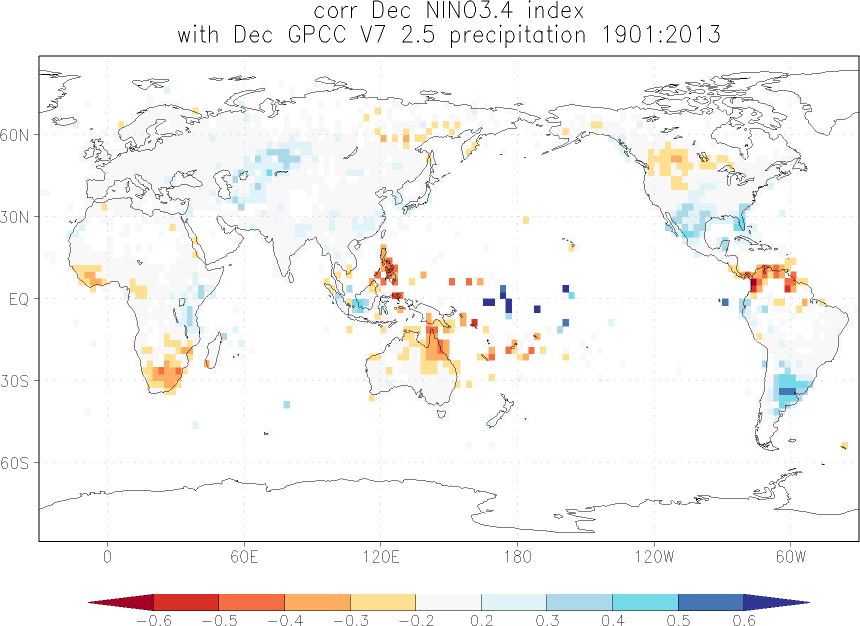 corr Dec NINO3.4 index
with Dec GPCC V7 2.5 precipitation 1901:2013
60N
30N
EQ
30S
60S
0 60E 120E 180 120W 60W
-0.6 -0.5 -0.4 -0.3 -0.2 0.2 0.3 0.4 0.5 0.6